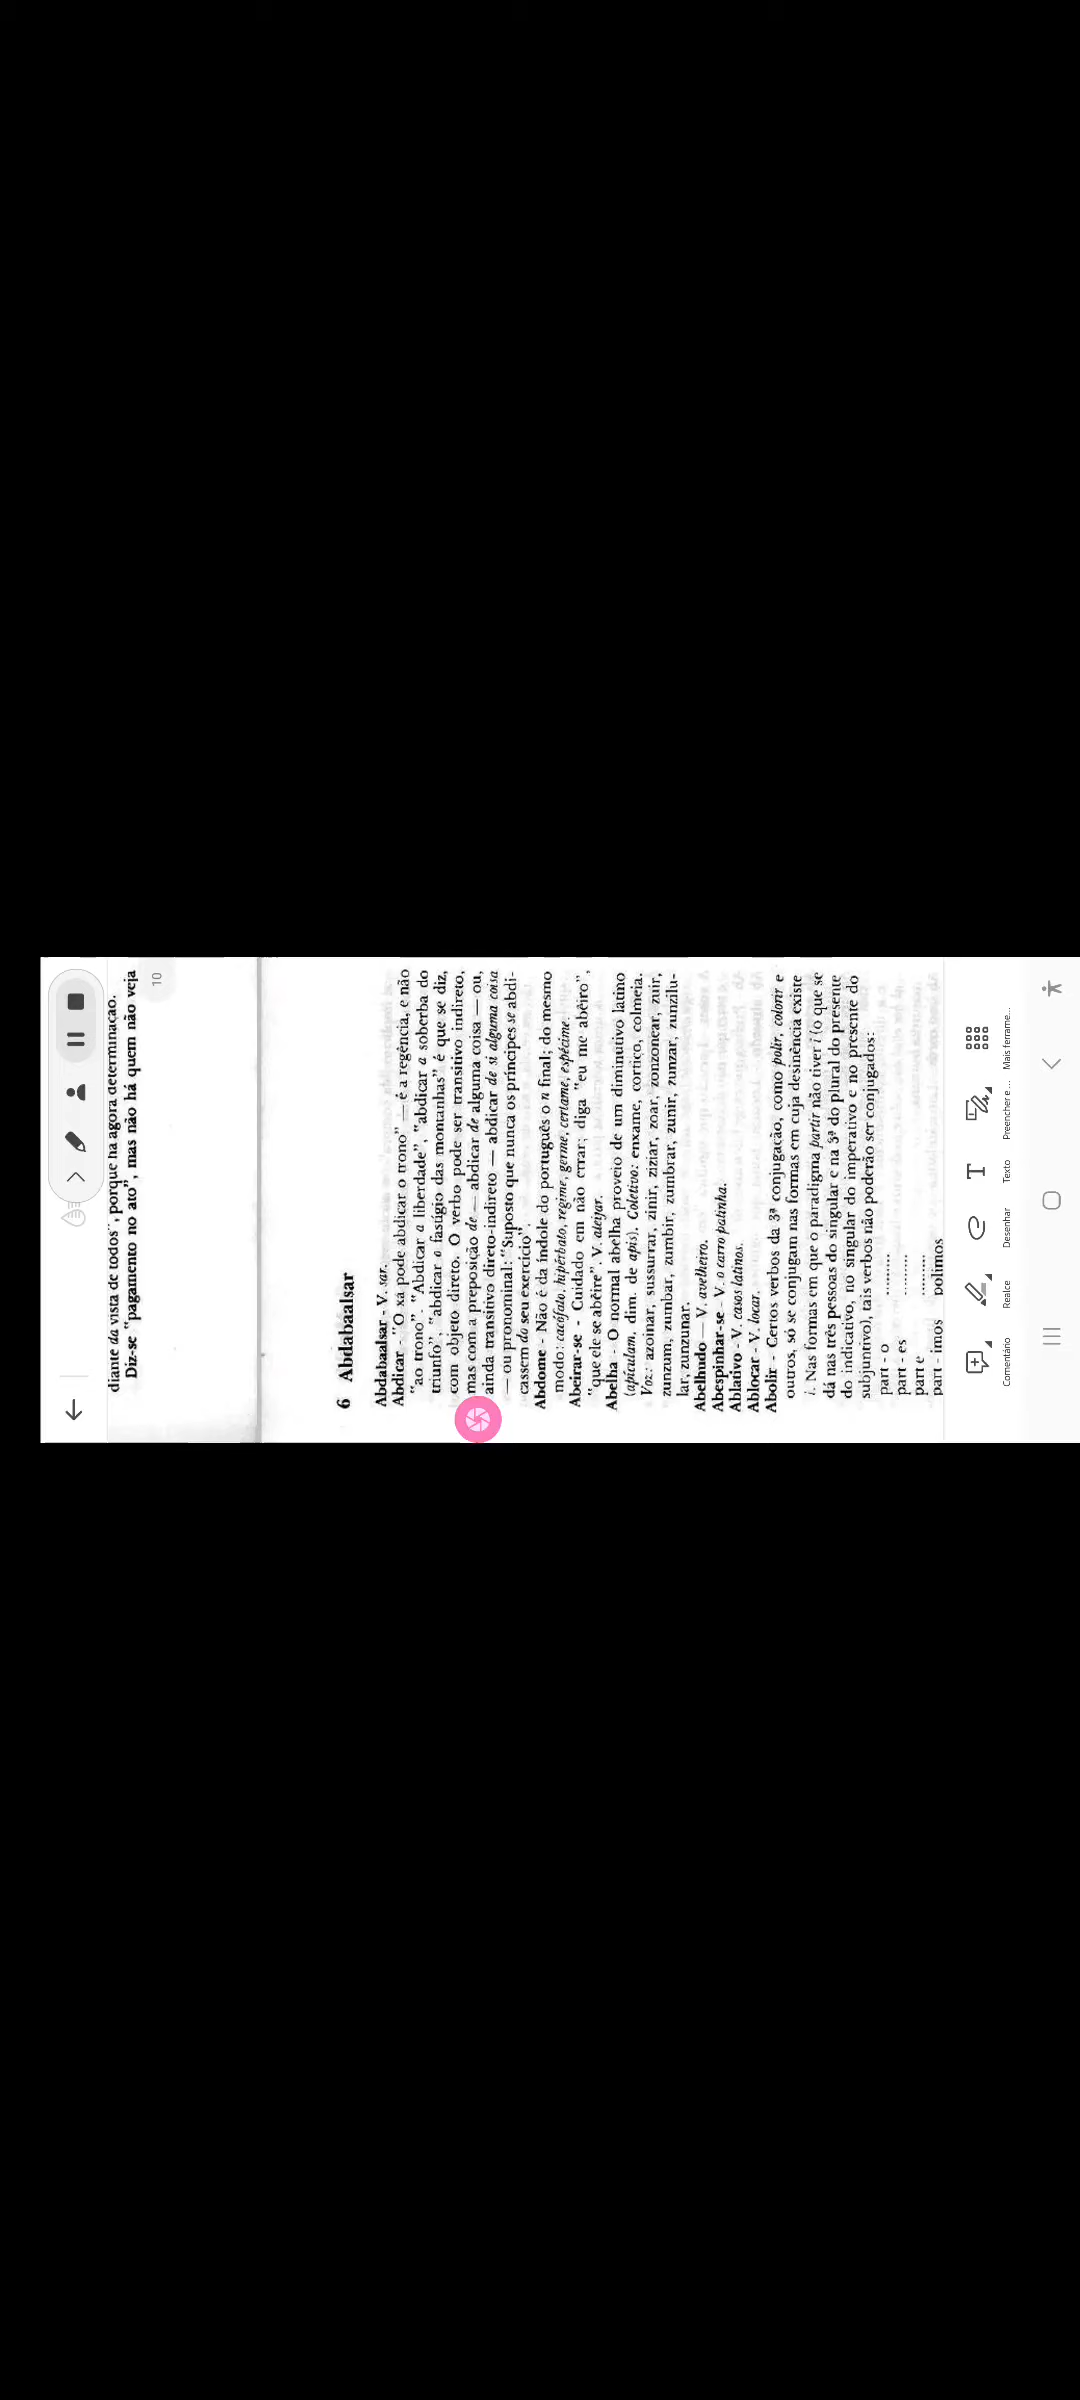 diante da vista de todos", porque há agora determinação.
Diz-se "pagamento no ato", mas não há quem não veja
10
6 Abdabaalsar
Abdabaalsar - V. sar.
Abdicar - "O xá pode abdicar o trono" — é a regência, e não
"ao trono". "Abdicar a liberdade", "abdicar a soberba do
triunfo", "abdicar o fastígio das montanhas" é que se diz,
com objeto direto. O verbo pode ser transitivo indireto,
mas com a preposição de — abdicar de alguma coisa — ou,
ainda transitivo direto-indireto — abdicar de si alguma coisa
— ou pronominal: "Suposto que nunca os príncipes se abdi-
cassem do seu exercício".
Abdome - Não é da índole do português o n final; do mesmo
modo: cacófato, hipérbato, regime, germe, certame, espécime.
Abeirar-se - Cuidado em não errar; diga "eu me abêiro",
"que ele se abêire". V. aleijar.
Abelha - O normal abelha proveio de um diminutivo latino
(apiculam, dim. de apis). Coletivo: enxame, cortiço, colmeia.
Voz: azoinar, sussurrar, zinir, ziziar, zoar, zonzonear, zuir,
zunzum, zumbar, zumbir, zumbrar, zumir, zunzar, zunzilu-
lar, zunzunar.
Abelhudo — V. avelheiro.
Abespinhar-se - V. o carro patinha.
Ablativo - V. casos latinos.
Ablocar - V. locar.
Abolir - Certos verbos da 3ª conjugação, como polir, colorir e
outros, só se conjugam nas formas em cuja desinência existe
i. Nas formas em que o paradigma partir não tiver i (o que se
dá nas três pessoas do singular e na 3ª do plural do presente
do indicativo, no singular do imperativo e no presente do
subjuntivo), tais verbos não poderão ser conjugados:
part - o ..........
part - es ..........
part e ..........
part - imos polimos
Comentário
Realce
Desenhar
Texto
Preencher e ...
Mais ferrame...